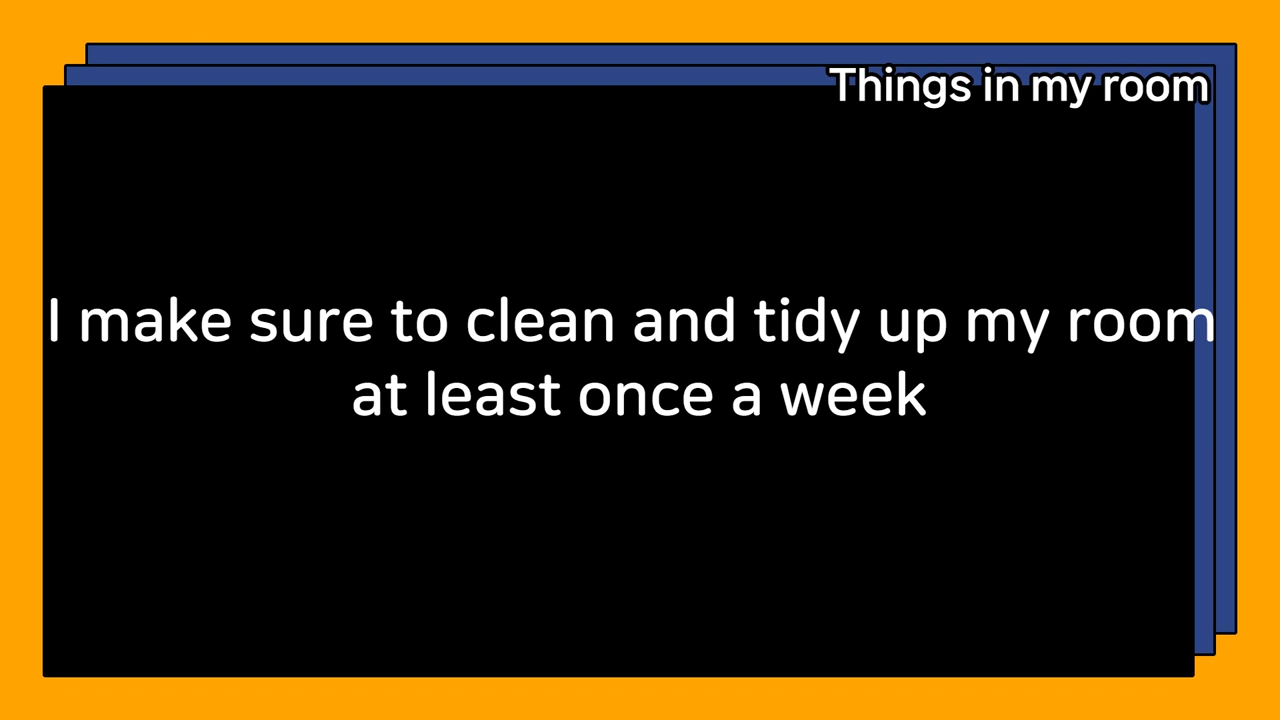 Things in my room
I make sure to clean and tidy up my room
at least once a week